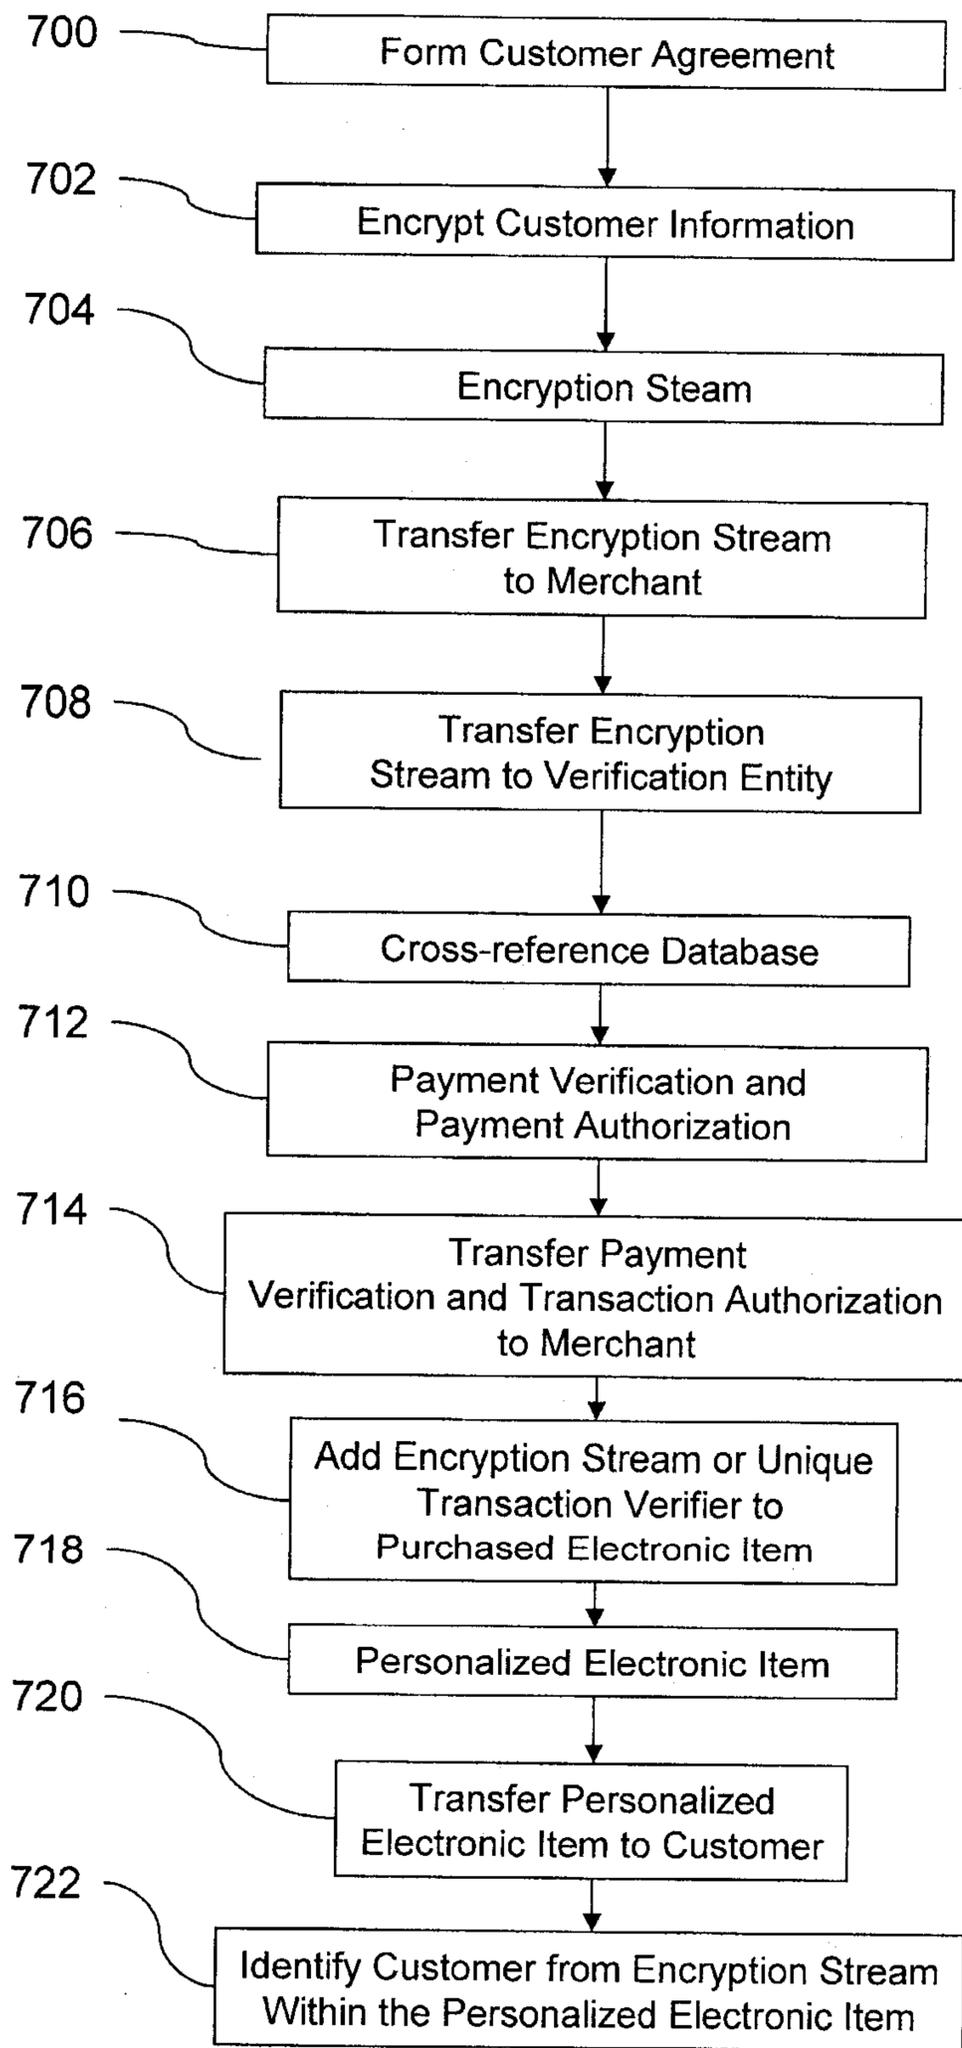 700
Form Customer Agreement
702
Encrypt Customer Information
704
Encryption Steam
706
Transfer Encryption Stream
to Merchant
708
Transfer Encryption
Stream to Verification Entity
710
Cross-reference Database
712
Payment Verification and
Payment Authorization
714
Transfer Payment
Verification and Transaction Authorization
to Merchant
716
Add Encryption Stream or Unique
Transaction Verifier to
Purchased Electronic Item
718
Personalized Electronic Item
720
Transfer Personalized
Electronic Item to Customer
722
Identify Customer from Encryption Stream
Within the Personalized Electronic Item